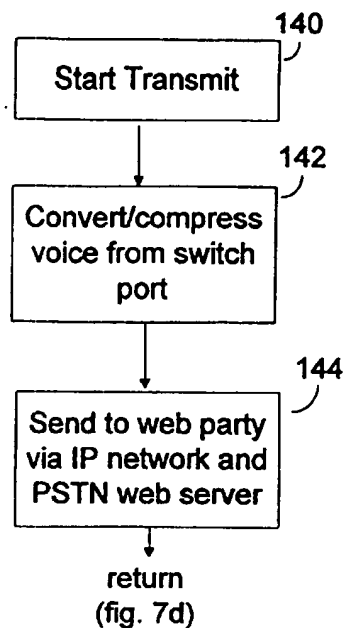 140
Start Transmit
142
Convert/compress
voice from switch
port
144
Send to web party
via IP network and
PSTN web server
return
(fig. 7d)